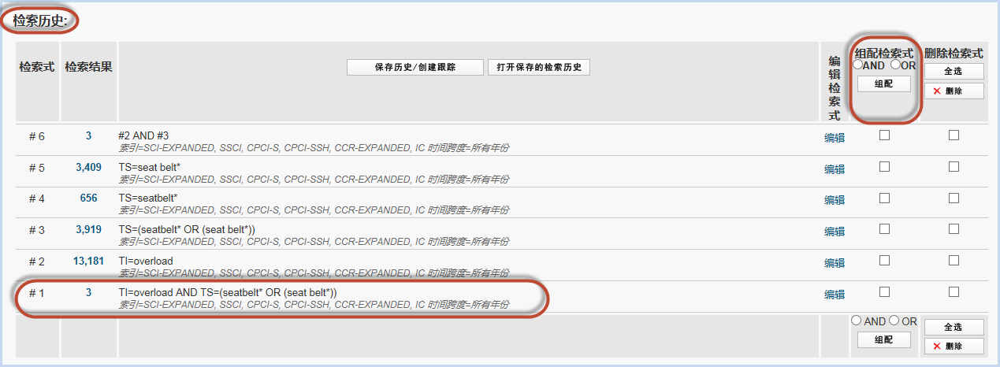 检索历史:
检索式 检索结果 保存历史/创建跟踪 打开保存的检索历史 编辑检索式 组配检索式 删除检索式
AND OR 全选
组配 删除
# 6 3 #2 AND #3 编辑
索引=SCI-EXPANDED, SSCI, CPCI-S, CPCI-SSH, CCR-EXPANDED, IC 时间跨度=所有年份
# 5 3,409 TS=seat belt* 编辑
索引=SCI-EXPANDED, SSCI, CPCI-S, CPCI-SSH, CCR-EXPANDED, IC 时间跨度=所有年份
# 4 656 TS=seatbelt* 编辑
索引=SCI-EXPANDED, SSCI, CPCI-S, CPCI-SSH, CCR-EXPANDED, IC 时间跨度=所有年份
# 3 3,919 TS=(seatbelt* OR (seat belt*)) 编辑
索引=SCI-EXPANDED, SSCI, CPCI-S, CPCI-SSH, CCR-EXPANDED, IC 时间跨度=所有年份
# 2 13,181 TI=overload 编辑
索引=SCI-EXPANDED, SSCI, CPCI-S, CPCI-SSH, CCR-EXPANDED, IC 时间跨度=所有年份
# 1 3 TI=overload AND TS=(seatbelt* OR (seat belt*)) 编辑
索引=SCI-EXPANDED, SSCI, CPCI-S, CPCI-SSH, CCR-EXPANDED, IC 时间跨度=所有年份
AND OR 全选
组配 删除